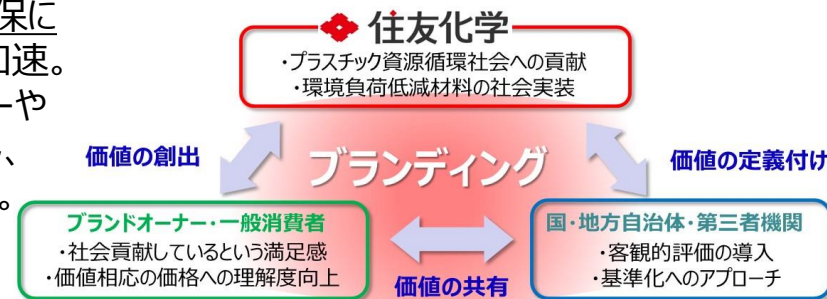 保に
加速。
ーや
、
。
住友化学
・プラスチック資源循環社会への貢献
・環境負荷低減材料の社会実装
価値の創出
ブランディング
価値の定義付け
ブランドオーナー・一般消費者
・社会貢献しているという満足感
・価値相応の価格への理解度向上
価値の共有
国・地方自治体・第三者機関
・客観的評価の導入
・基準化へのアプローチ